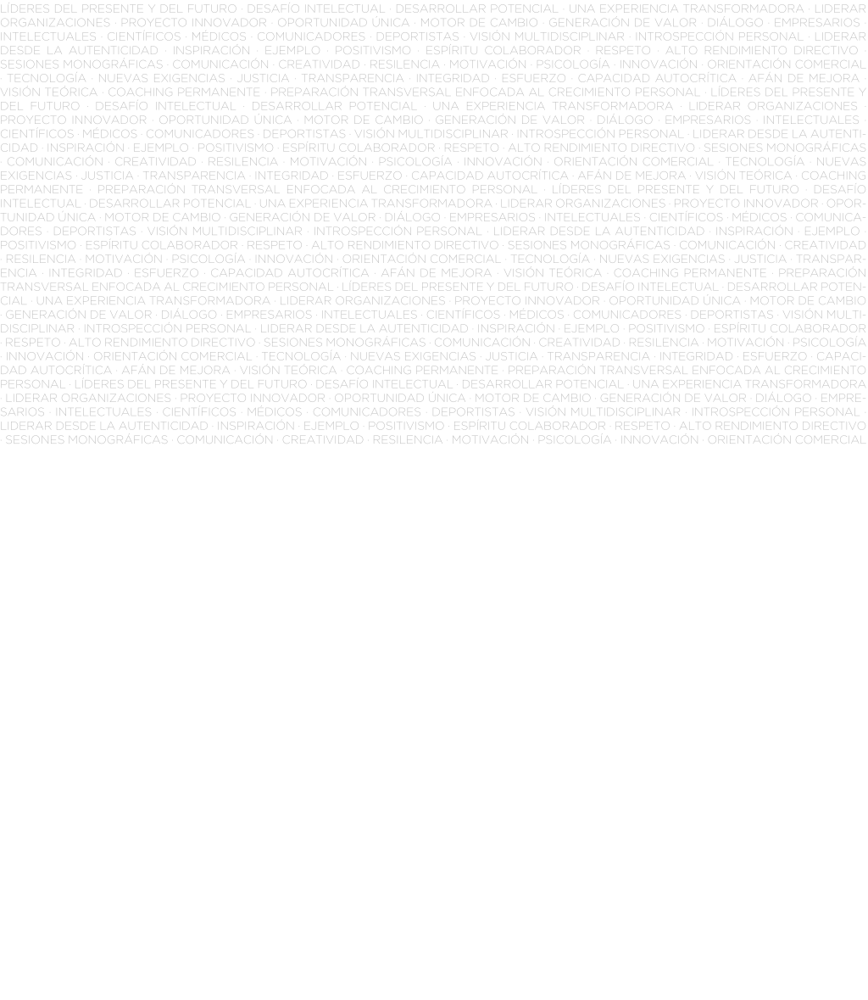 LÍDERES DEL PRESENTE Y DEL FUTURO · DESAFÍO INTELECTUAL · DESARROLLAR POTENCIAL · UNA EXPERIENCIA TRANSFORMADORA · LIDERAR
ORGANIZACIONES · PROYECTO INNOVADOR · OPORTUNIDAD ÚNICA · MOTOR DE CAMBIO · GENERACIÓN DE VALOR · DIÁLOGO · EMPRESARIOS ·
INTELECTUALES · CIENTÍFICOS · MÉDICOS · COMUNICADORES · DEPORTISTAS · VISIÓN MULTIDISCIPLINAR · INTROSPECCIÓN PERSONAL · LIDERAR
DESDE LA AUTENTICIDAD · INSPIRACIÓN · EJEMPLO · POSITIVISMO · ESPÍRITU COLABORADOR · RESPETO · ALTO RENDIMIENTO DIRECTIVO ·
SESIONES MONOGRÁFICAS · COMUNICACIÓN · CREATIVIDAD · RESILENCIA · MOTIVACIÓN · PSICOLOGÍA · INNOVACIÓN · ORIENTACIÓN COMERCIAL
· TECNOLOGÍA · NUEVAS EXIGENCIAS · JUSTICIA · TRANSPARENCIA · INTEGRIDAD · ESFUERZO · CAPACIDAD AUTOCRÍTICA · AFÁN DE MEJORA ·
VISIÓN TEÓRICA · COACHING PERMANENTE · PREPARACIÓN TRANSVERSAL ENFOCADA AL CRECIMIENTO PERSONAL · LÍDERES DEL PRESENTE Y
DEL FUTURO · DESAFÍO INTELECTUAL · DESARROLLAR POTENCIAL · UNA EXPERIENCIA TRANSFORMADORA · LIDERAR ORGANIZACIONES ·
PROYECTO INNOVADOR · OPORTUNIDAD ÚNICA · MOTOR DE CAMBIO · GENERACIÓN DE VALOR · DIÁLOGO · EMPRESARIOS · INTELECTUALES ·
CIENTÍFICOS · MÉDICOS · COMUNICADORES · DEPORTISTAS · VISIÓN MULTIDISCIPLINAR · INTROSPECCIÓN PERSONAL · LIDERAR DESDE LA AUTENTI-
CIDAD · INSPIRACIÓN · EJEMPLO · POSITIVISMO · ESPÍRITU COLABORADOR · RESPETO · ALTO RENDIMIENTO DIRECTIVO · SESIONES MONOGRÁFICAS
· COMUNICACIÓN · CREATIVIDAD · RESILENCIA · MOTIVACIÓN · PSICOLOGÍA · INNOVACIÓN · ORIENTACIÓN COMERCIAL · TECNOLOGÍA · NUEVAS
EXIGENCIAS · JUSTICIA · TRANSPARENCIA · INTEGRIDAD · ESFUERZO · CAPACIDAD AUTOCRÍTICA · AFÁN DE MEJORA · VISIÓN TEÓRICA · COACHING
PERMANENTE · PREPARACIÓN TRANSVERSAL ENFOCADA AL CRECIMIENTO PERSONAL · LÍDERES DEL PRESENTE Y DEL FUTURO · DESAFÍO
INTELECTUAL · DESARROLLAR POTENCIAL · UNA EXPERIENCIA TRANSFORMADORA · LIDERAR ORGANIZACIONES · PROYECTO INNOVADOR · OPOR-
TUNIDAD ÚNICA · MOTOR DE CAMBIO · GENERACIÓN DE VALOR · DIÁLOGO · EMPRESARIOS · INTELECTUALES · CIENTÍFICOS · MÉDICOS · COMUNICA-
DORES · DEPORTISTAS · VISIÓN MULTIDISCIPLINAR · INTROSPECCIÓN PERSONAL · LIDERAR DESDE LA AUTENTICIDAD · INSPIRACIÓN · EJEMPLO ·
POSITIVISMO · ESPÍRITU COLABORADOR · RESPETO · ALTO RENDIMIENTO DIRECTIVO · SESIONES MONOGRÁFICAS · COMUNICACIÓN · CREATIVIDAD
· RESILENCIA · MOTIVACIÓN · PSICOLOGÍA · INNOVACIÓN · ORIENTACIÓN COMERCIAL · TECNOLOGÍA · NUEVAS EXIGENCIAS · JUSTICIA · TRANSPAR-
ENCIA · INTEGRIDAD · ESFUERZO · CAPACIDAD AUTOCRÍTICA · AFÁN DE MEJORA · VISIÓN TEÓRICA · COACHING PERMANENTE · PREPARACIÓN
TRANSVERSAL ENFOCADA AL CRECIMIENTO PERSONAL · LÍDERES DEL PRESENTE Y DEL FUTURO · DESAFÍO INTELECTUAL · DESARROLLAR POTEN-
CIAL · UNA EXPERIENCIA TRANSFORMADORA · LIDERAR ORGANIZACIONES · PROYECTO INNOVADOR · OPORTUNIDAD ÚNICA · MOTOR DE CAMBIO
· GENERACIÓN DE VALOR · DIÁLOGO · EMPRESARIOS · INTELECTUALES · CIENTÍFICOS · MÉDICOS · COMUNICADORES · DEPORTISTAS · VISIÓN MULTI-
DISCIPLINAR · INTROSPECCIÓN PERSONAL · LIDERAR DESDE LA AUTENTICIDAD · INSPIRACIÓN · EJEMPLO · POSITIVISMO · ESPÍRITU COLABORADOR
· RESPETO · ALTO RENDIMIENTO DIRECTIVO · SESIONES MONOGRÁFICAS · COMUNICACIÓN · CREATIVIDAD · RESILENCIA · MOTIVACIÓN · PSICOLOGÍA
· INNOVACIÓN · ORIENTACIÓN COMERCIAL · TECNOLOGÍA · NUEVAS EXIGENCIAS · JUSTICIA · TRANSPARENCIA · INTEGRIDAD · ESFUERZO · CAPACI-
DAD AUTOCRÍTICA · AFÁN DE MEJORA · VISIÓN TEÓRICA · COACHING PERMANENTE · PREPARACIÓN TRANSVERSAL ENFOCADA AL CRECIMIENTO
PERSONAL · LÍDERES DEL PRESENTE Y DEL FUTURO · DESAFÍO INTELECTUAL · DESARROLLAR POTENCIAL · UNA EXPERIENCIA TRANSFORMADORA
· LIDERAR ORGANIZACIONES · PROYECTO INNOVADOR · OPORTUNIDAD ÚNICA · MOTOR DE CAMBIO · GENERACIÓN DE VALOR · DIÁLOGO · EMPRE-
SARIOS · INTELECTUALES · CIENTÍFICOS · MÉDICOS · COMUNICADORES · DEPORTISTAS · VISIÓN MULTIDISCIPLINAR · INTROSPECCIÓN PERSONAL ·
LIDERAR DESDE LA AUTENTICIDAD · INSPIRACIÓN · EJEMPLO · POSITIVISMO · ESPÍRITU COLABORADOR · RESPETO · ALTO RENDIMIENTO DIRECTIVO
· SESIONES MONOGRÁFICAS · COMUNICACIÓN · CREATIVIDAD · RESILENCIA · MOTIVACIÓN · PSICOLOGÍA · INNOVACIÓN · ORIENTACIÓN COMERCIAL